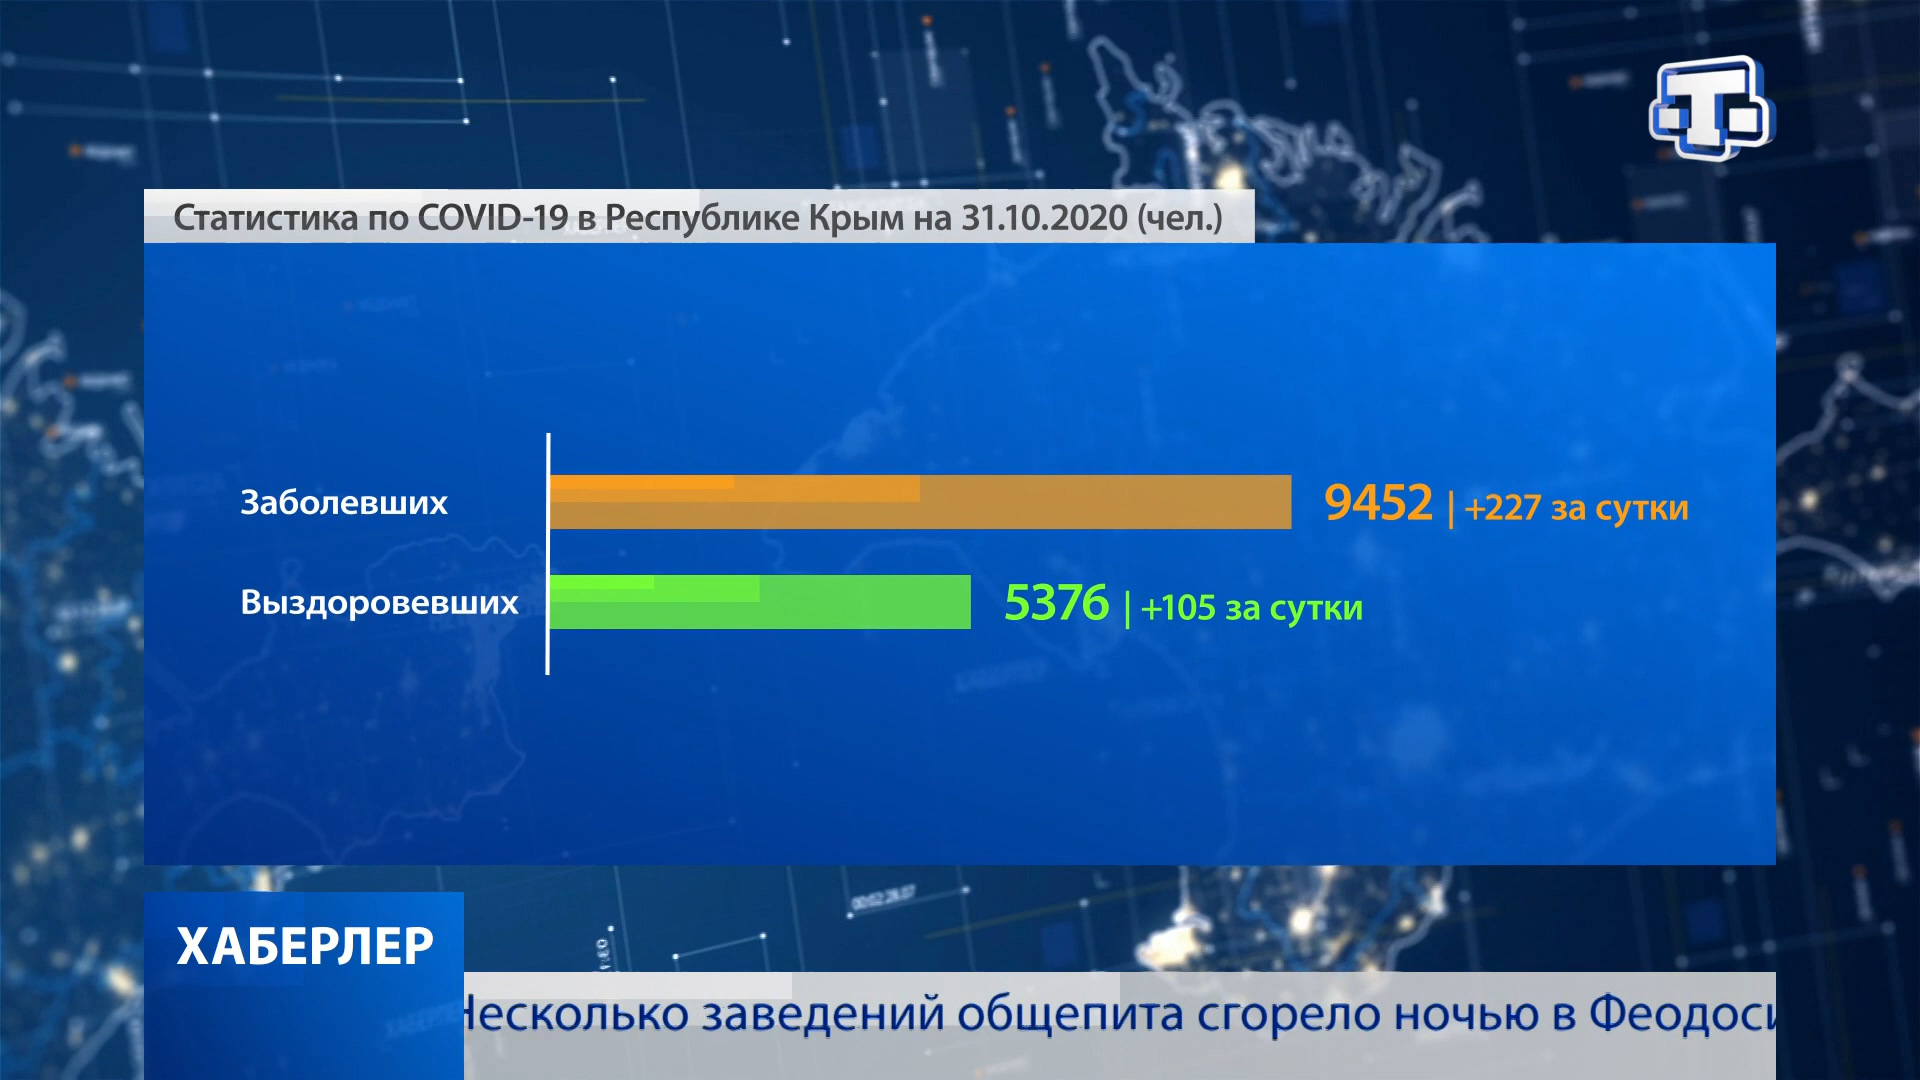 Статистика по COVID-19 в Республике Крым на 31.10.2020 (чел.)
Заболевших 9452 | +227 за сутки
Выздоровевших 5376 | +105 за сутки
ХАБЕРЛЕР
Несколько заведений общепита сгорело ночью в Феодоси